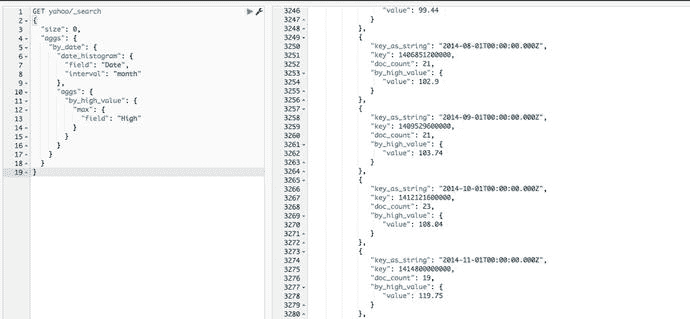 1 GET yahoo/_search
2 {
3 "size": 0,
4 "aggs": {
5 "by_date": {
6 "date_histogram": {
7 "field": "Date",
8 "interval": "month"
9 },
10 "aggs": {
11 "by_high_value": {
12 "max": {
13 "field": "High"
14 }
15 }
16 }
17 }
18 }
19 }
3246 "value": 99.44
3247 }
3248 },
3249 {
3250 "key_as_string": "2014-08-01T00:00:00.000Z",
3251 "key": 1406851200000,
3252 "doc_count": 21,
3253 "by_high_value": {
3254 "value": 102.9
3255 }
3256 },
3257 {
3258 "key_as_string": "2014-09-01T00:00:00.000Z",
3259 "key": 1409529600000,
3260 "doc_count": 21,
3261 "by_high_value": {
3262 "value": 103.74
3263 }
3264 },
3265 {
3266 "key_as_string": "2014-10-01T00:00:00.000Z",
3267 "key": 1412121600000,
3268 "doc_count": 23,
3269 "by_high_value": {
3270 "value": 108.04
3271 }
3272 },
3273 {
3274 "key_as_string": "2014-11-01T00:00:00.000Z",
3275 "key": 1414800000000,
3276 "doc_count": 19,
3277 "by_high_value": {
3278 "value": 119.75
3279 }
3280 },